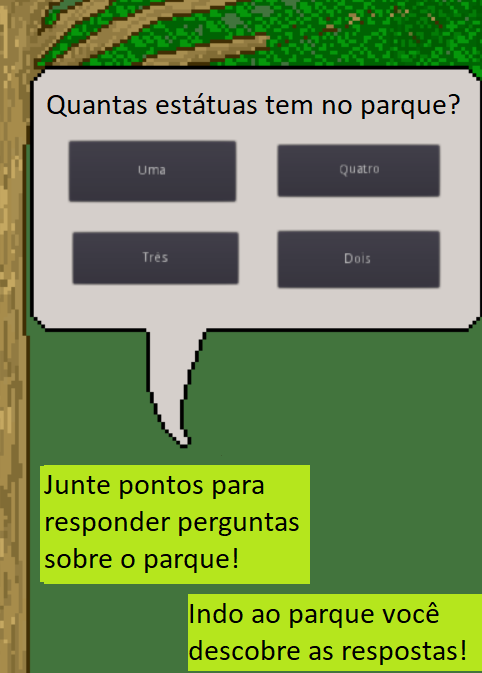 Quantas estátuas tem no parque?
Uma
Quatro
Três
Dois
Junte pontos para
responder perguntas
sobre o parque!
Indo ao parque você
descobre as respostas!